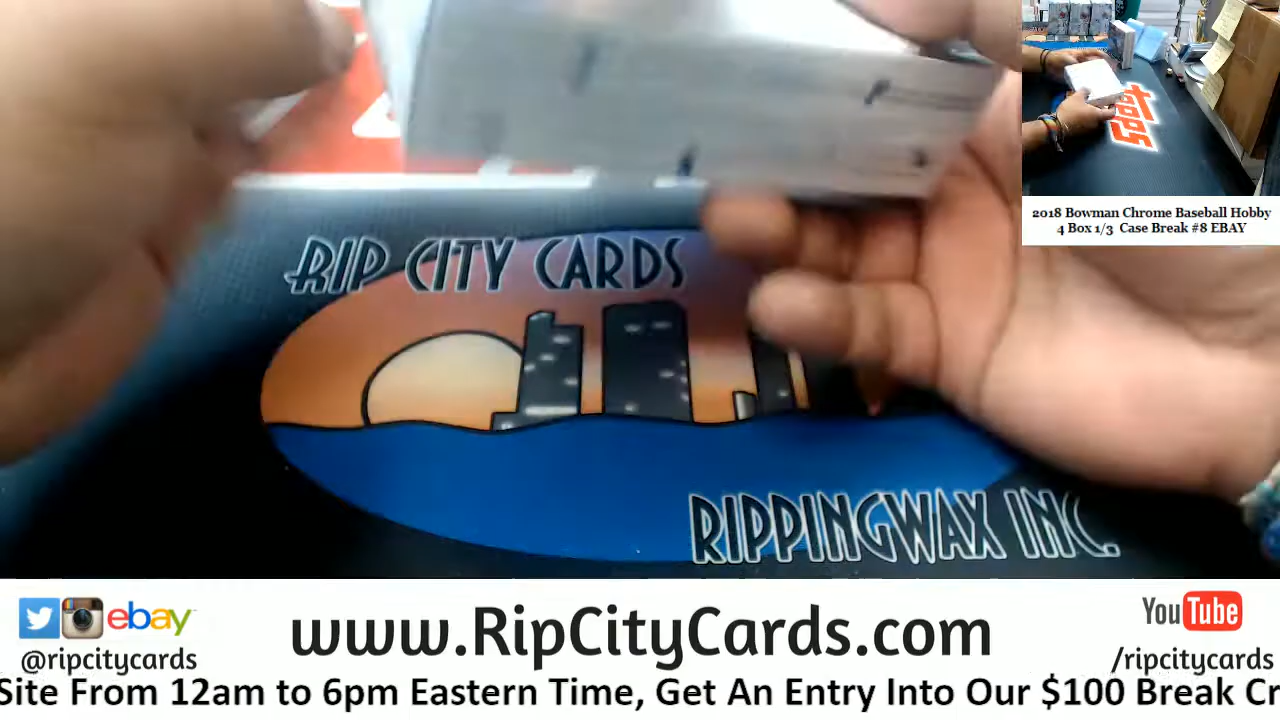 topps
2018 Bowman Chrome Baseball Hobby
4 Box 1/3 Case Break #8 EBAY
RIP CITY CARDS
RIPPINGWAX INC.
ebay
@ripcitycards
www.RipCityCards.com
YouTube
/ripcitycards
Site From 12am to 6pm Eastern Time, Get An Entry Into Our $100 Break Cr